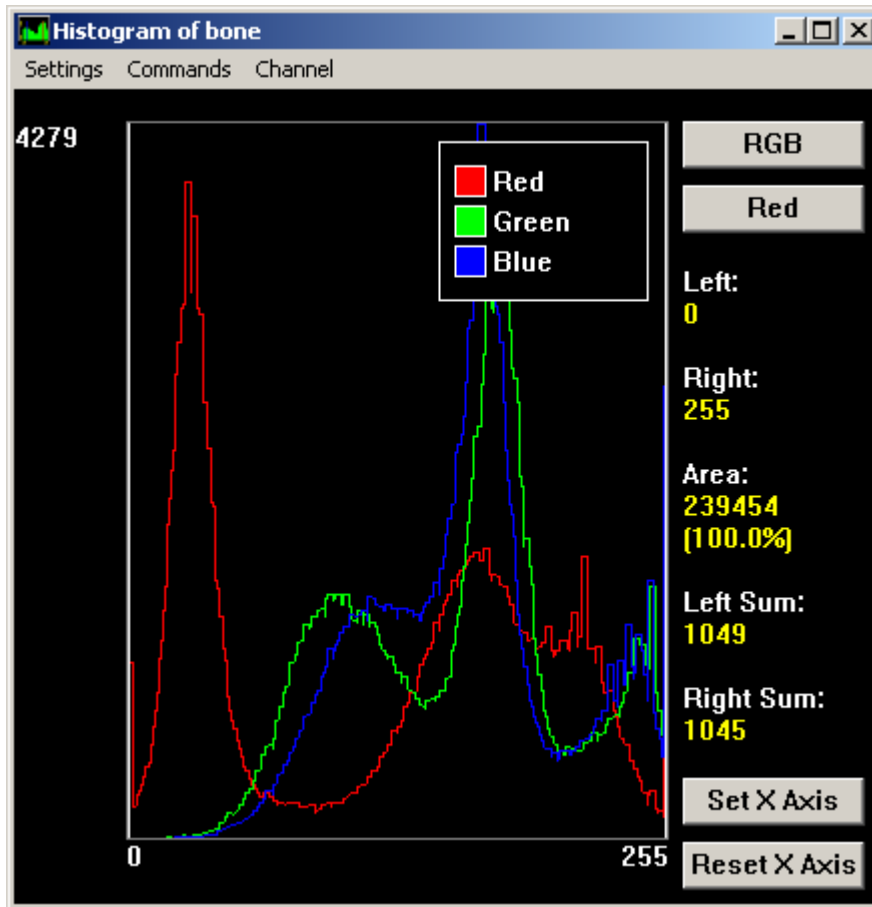 Histogram of bone
Settings Commands Channel
4279
Red
Green
Blue
0 255
RGB
Red
Left:
0
Right:
255
Area:
239454
(100.0%)
Left Sum:
1049
Right Sum:
1045
Set X Axis
Reset X Axis